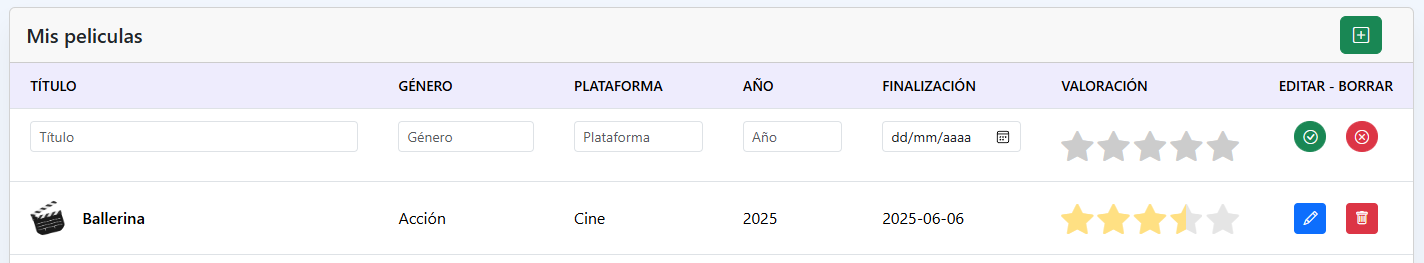 Mis peliculas
TÍTULO GÉNERO PLATAFORMA AÑO FINALIZACIÓN VALORACIÓN EDITAR - BORRAR
Título Género Plataforma Año dd/mm/aaaa
Ballerina Acción Cine 2025 2025-06-06